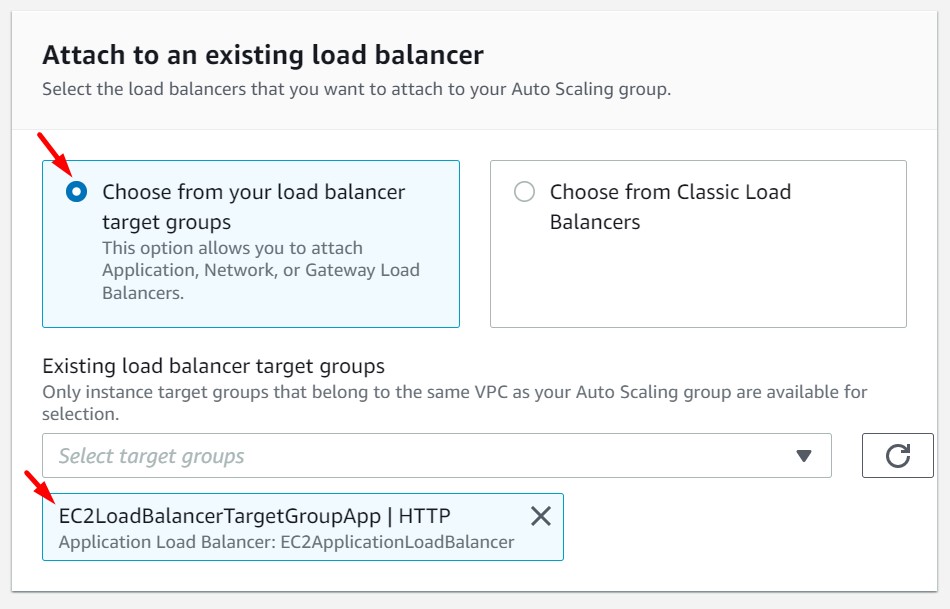 Attach to an existing load balancer
Select the load balancers that you want to attach to your Auto Scaling group.
Choose from your load balancer
target groups
This option allows you to attach
Application, Network, or Gateway Load
Balancers.
Choose from Classic Load
Balancers
Existing load balancer target groups
Only instance target groups that belong to the same VPC as your Auto Scaling group are available for
selection.
Select target groups
EC2LoadBalancerTargetGroupApp | HTTP
Application Load Balancer: EC2ApplicationLoadBalancer